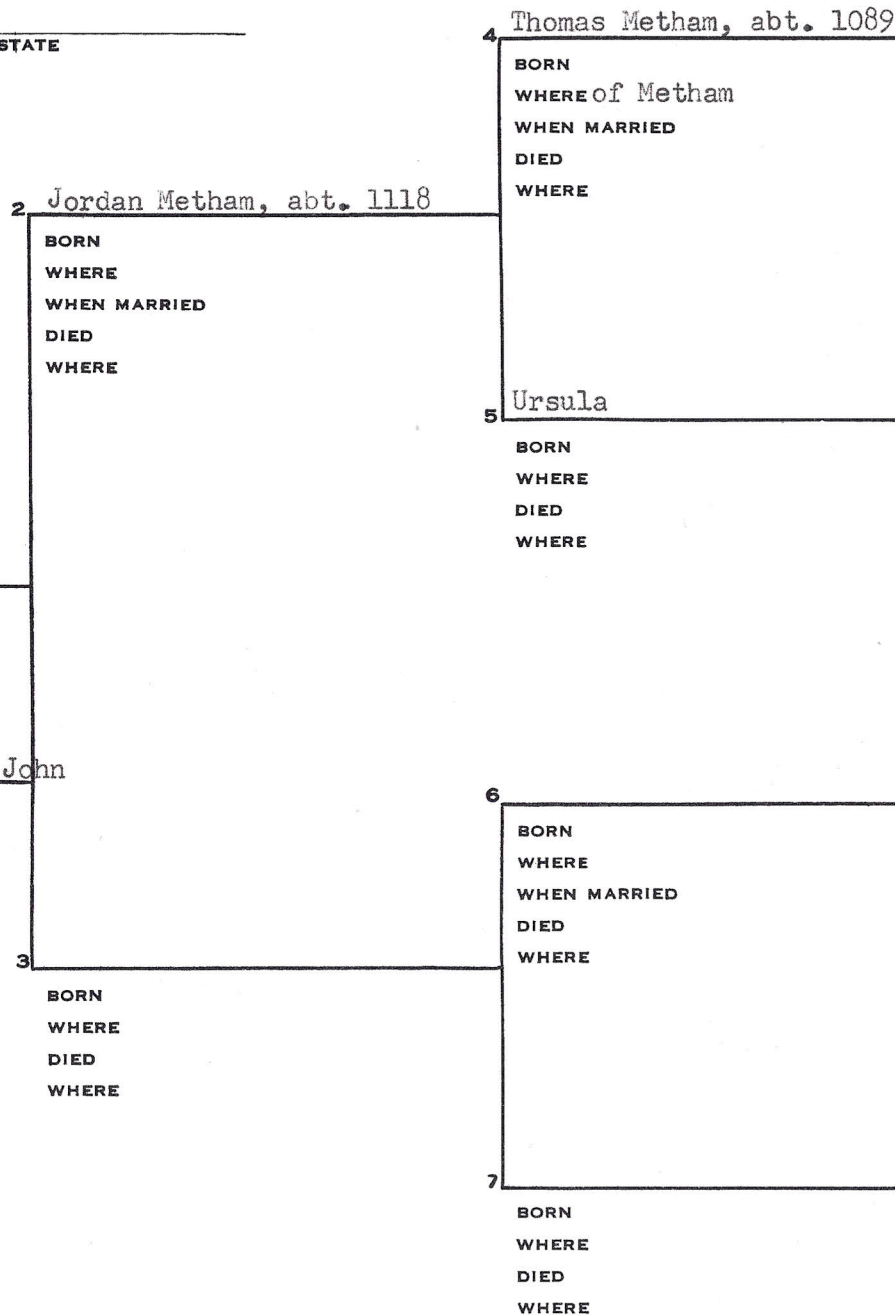 STATE
4 Thomas Metham, abt. 1089
BORN
WHERE of Metham
WHEN MARRIED
DIED
WHERE
2 Jordan Metham, abt. 1118
BORN
WHERE
WHEN MARRIED
DIED
WHERE
5 Ursula
BORN
WHERE
DIED
WHERE
John
6
BORN
WHERE
WHEN MARRIED
DIED
WHERE
3
BORN
WHERE
DIED
WHERE
7
BORN
WHERE
DIED
WHERE